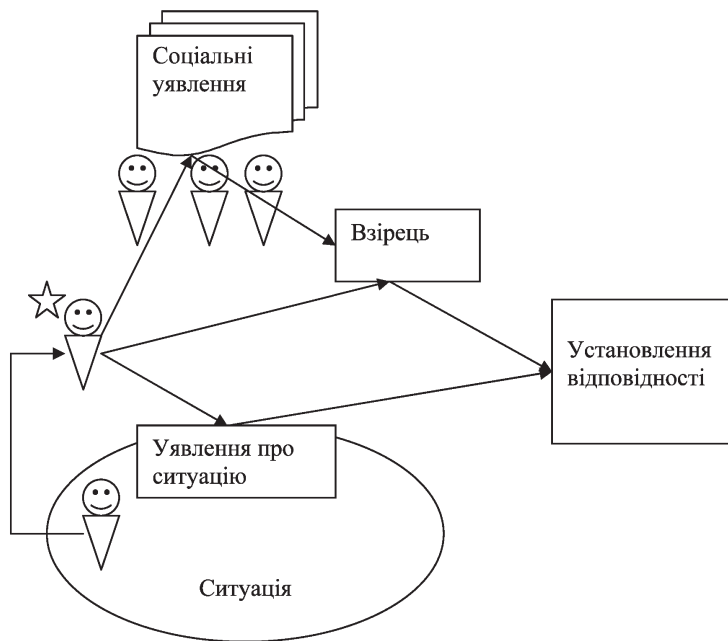 Соціальні
уявлення
Взірець
Установлення
відповідності
Уявлення про
ситуацію
Ситуація